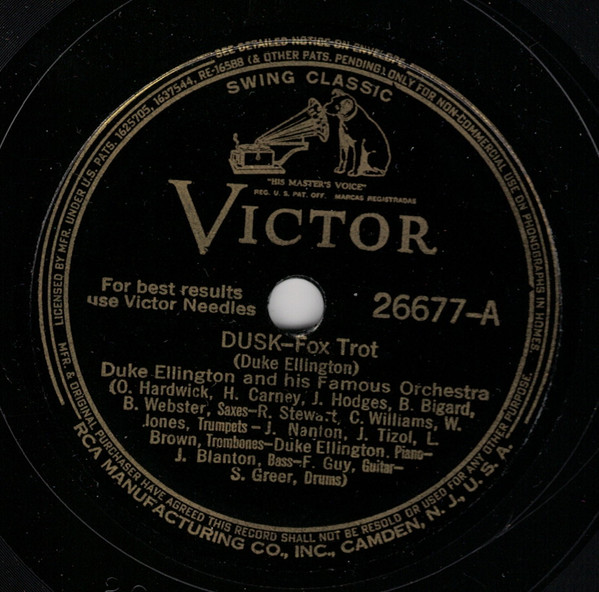 SEE DETAILED NOTICE ON ENVELOPE
LICENSED BY MFR. UNDER U.S. PATS. 1625705, 1637544, RE-16588 (& OTHER PATS. PENDING) ONLY FOR NON-COMMERCIAL USE ON PHONOGRAPHS IN HOMES.
SWING CLASSIC
"HIS MASTER'S VOICE"
REG. U. S. PAT. OFF. MARCAS REGISTRADAS
VICTOR
For best results
use Victor Needles
26677-A
DUSK-Fox Trot
(Duke Ellington)
Duke Ellington and his Famous Orchestra
(O. Hardwick, H. Carney, J. Hodges, B. Bigard,
B. Webster, Saxes-R. Stewart, C. Williams, W.
Jones, Trumpets-J. Nanton, J. Tizol, L.
Brown, Trombones-Duke Ellington, Piano-
J. Blanton, Bass-F. Guy, Guitar-
S. Greer, Drums)
MFR. & ORIGINAL PURCHASER HAVE AGREED THIS RECORD SHALL NOT BE RESOLD OR USED FOR ANY OTHER PURPOSE.
RCA MANUFACTURING CO., INC., CAMDEN, N. J., U. S. A.